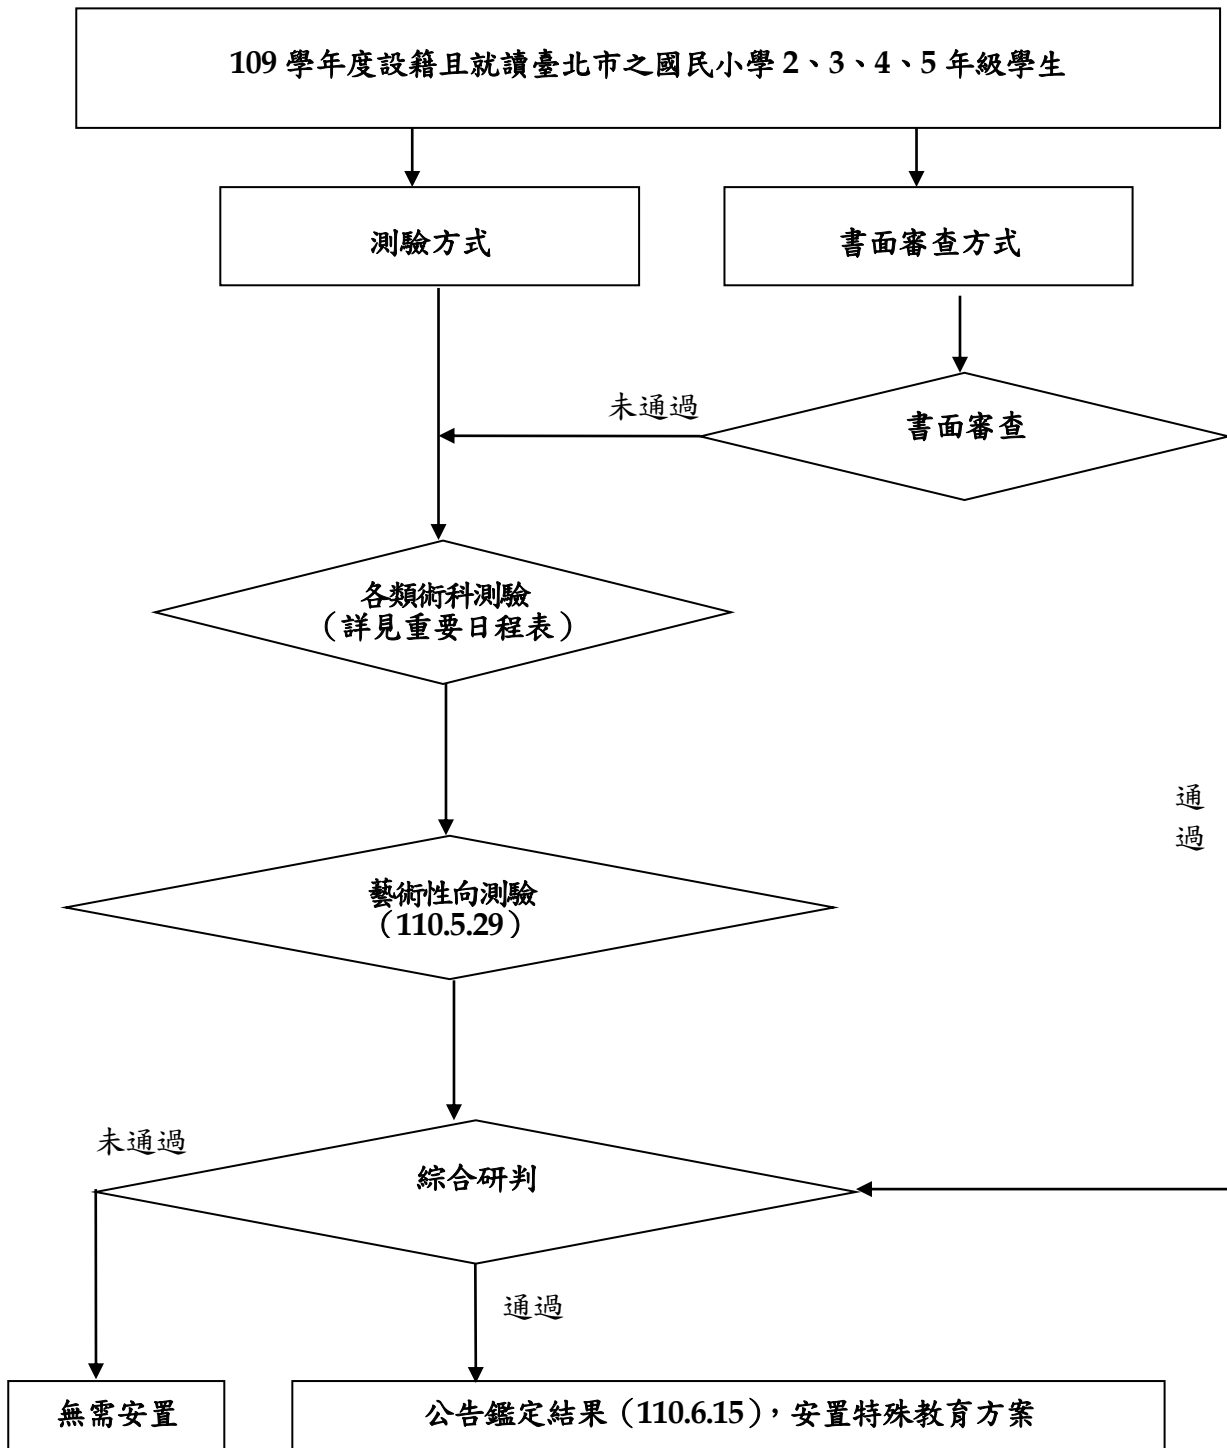 109 學年度設籍且就讀臺北市之國民小學 2、3、4、5 年級學生
測驗方式
書面審查方式
未通過
書面審查
各類術科測驗
（詳見重要日程表）
通
過
藝術性向測驗
（110.5.29）
未通過
綜合研判
通過
無需安置
公告鑑定結果（110.6.15），安置特殊教育方案